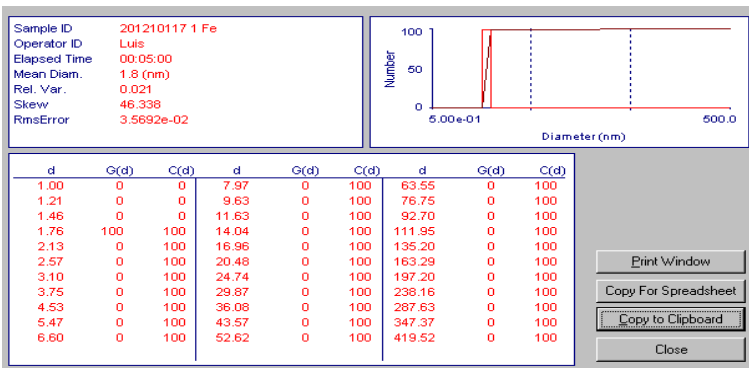 Sample ID 201210117 1 Fe
Operator ID Luis
Elapsed Time 00:05:00
Mean Diam. 1.8 (nm)
Rel. Var. 0.021
Skew 46.338
RmsError 3.5692e-02
100
50
0
Number
5.00e-01 500.0
Diameter (nm)
d G(d) C(d) d G(d) C(d) d G(d) C(d)
1.00 0 0 7.97 0 100 63.55 0 100
1.21 0 0 9.63 0 100 76.75 0 100
1.46 0 0 11.63 0 100 92.70 0 100
1.76 100 100 14.04 0 100 111.95 0 100
2.13 0 100 16.96 0 100 135.20 0 100
2.57 0 100 20.48 0 100 163.29 0 100
3.10 0 100 24.74 0 100 197.20 0 100
3.75 0 100 29.87 0 100 238.16 0 100
4.53 0 100 36.08 0 100 287.63 0 100
5.47 0 100 43.57 0 100 347.37 0 100
6.60 0 100 52.62 0 100 419.52 0 100
Print Window
Copy For Spreadsheet
Copy to Clipboard
Close